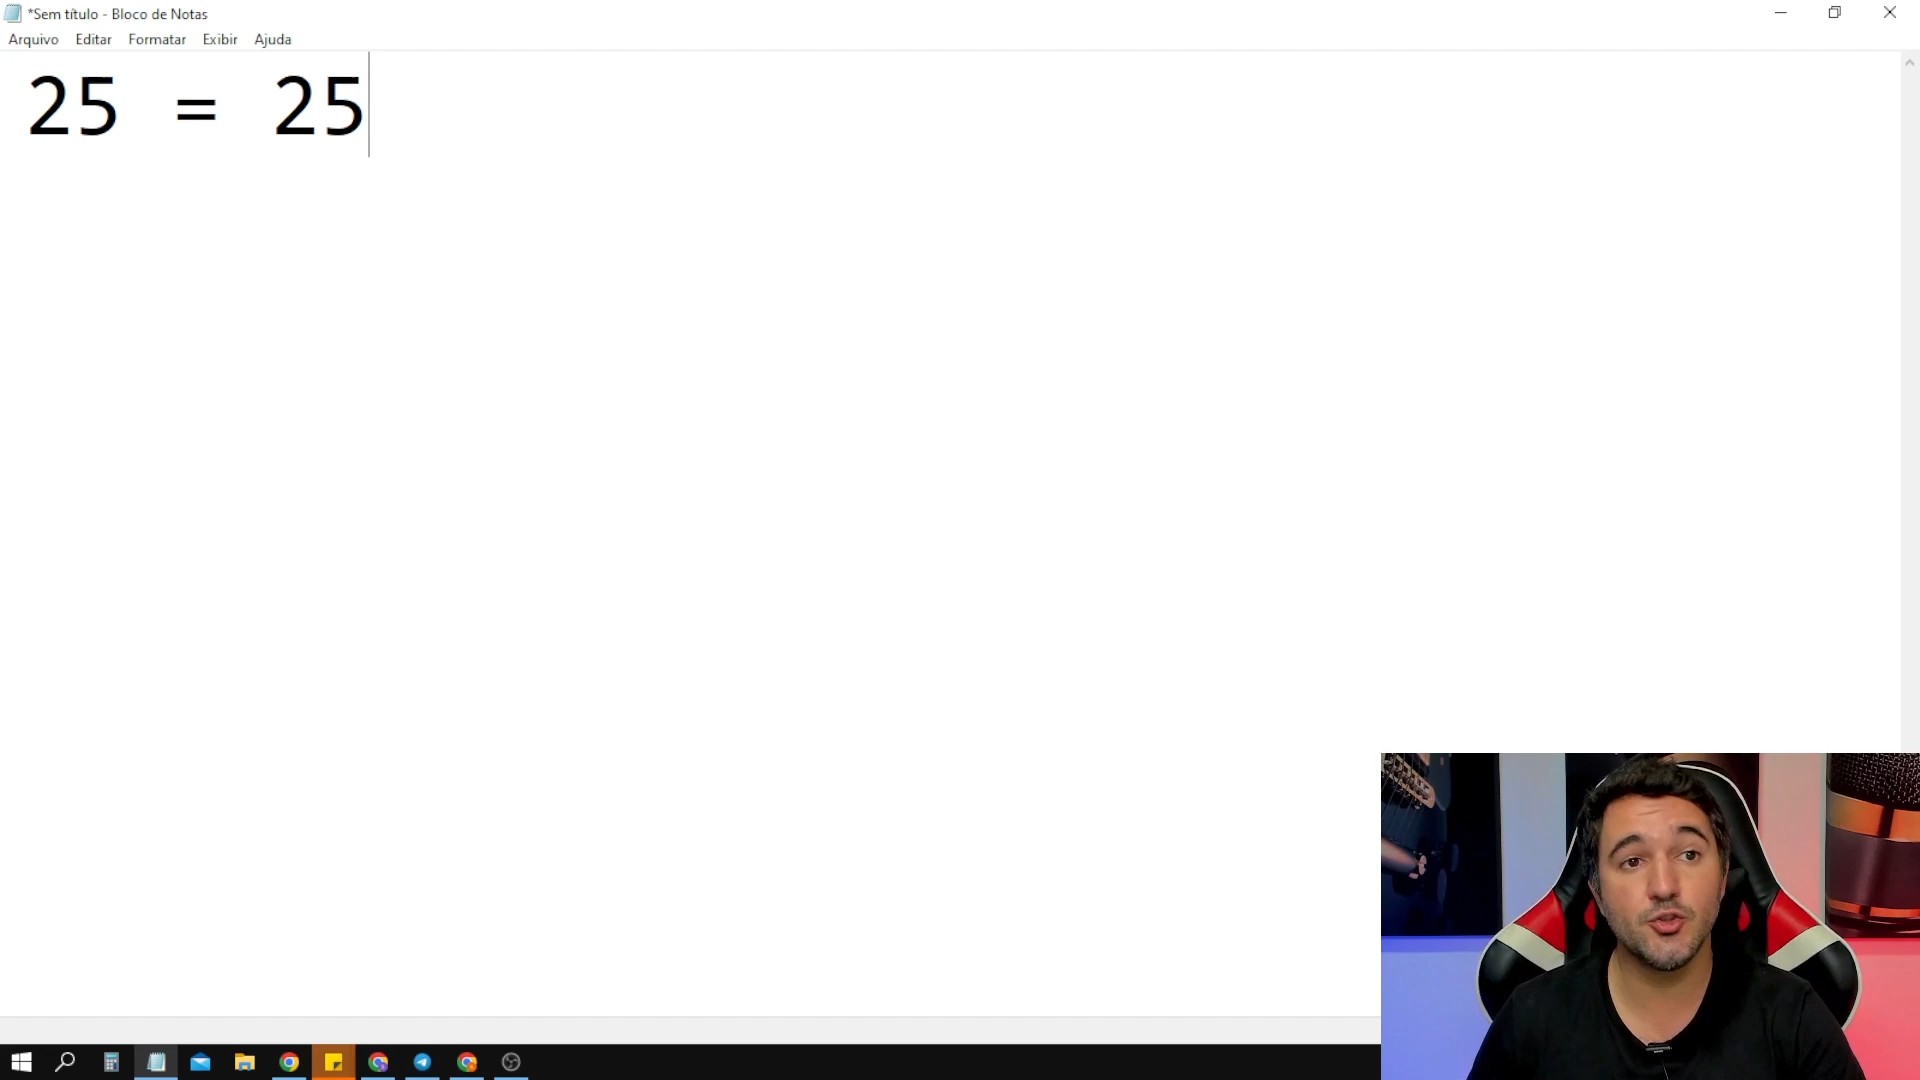 *Sem título - Bloco de Notas
Arquivo Editar Formatar Exibir Ajuda
25 = 25